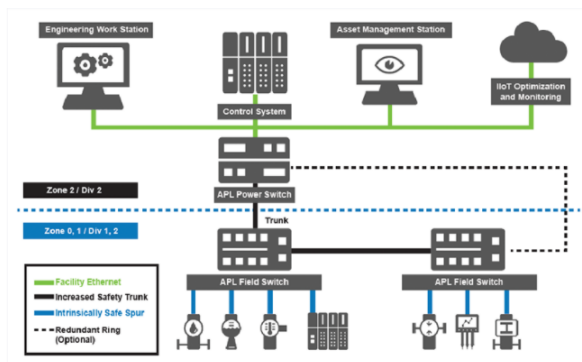 Engineering Work Station
Asset Management Station
Control System
IIoT Optimization
and Monitoring
APL Power Switch
Zone 2 / Div 2
Zone 0, 1 / Div 1, 2
Trunk
APL Field Switch
APL Field Switch
Facility Ethernet
Increased Safety Trunk
Intrinsically Safe Spur
Redundant Ring
(Optional)